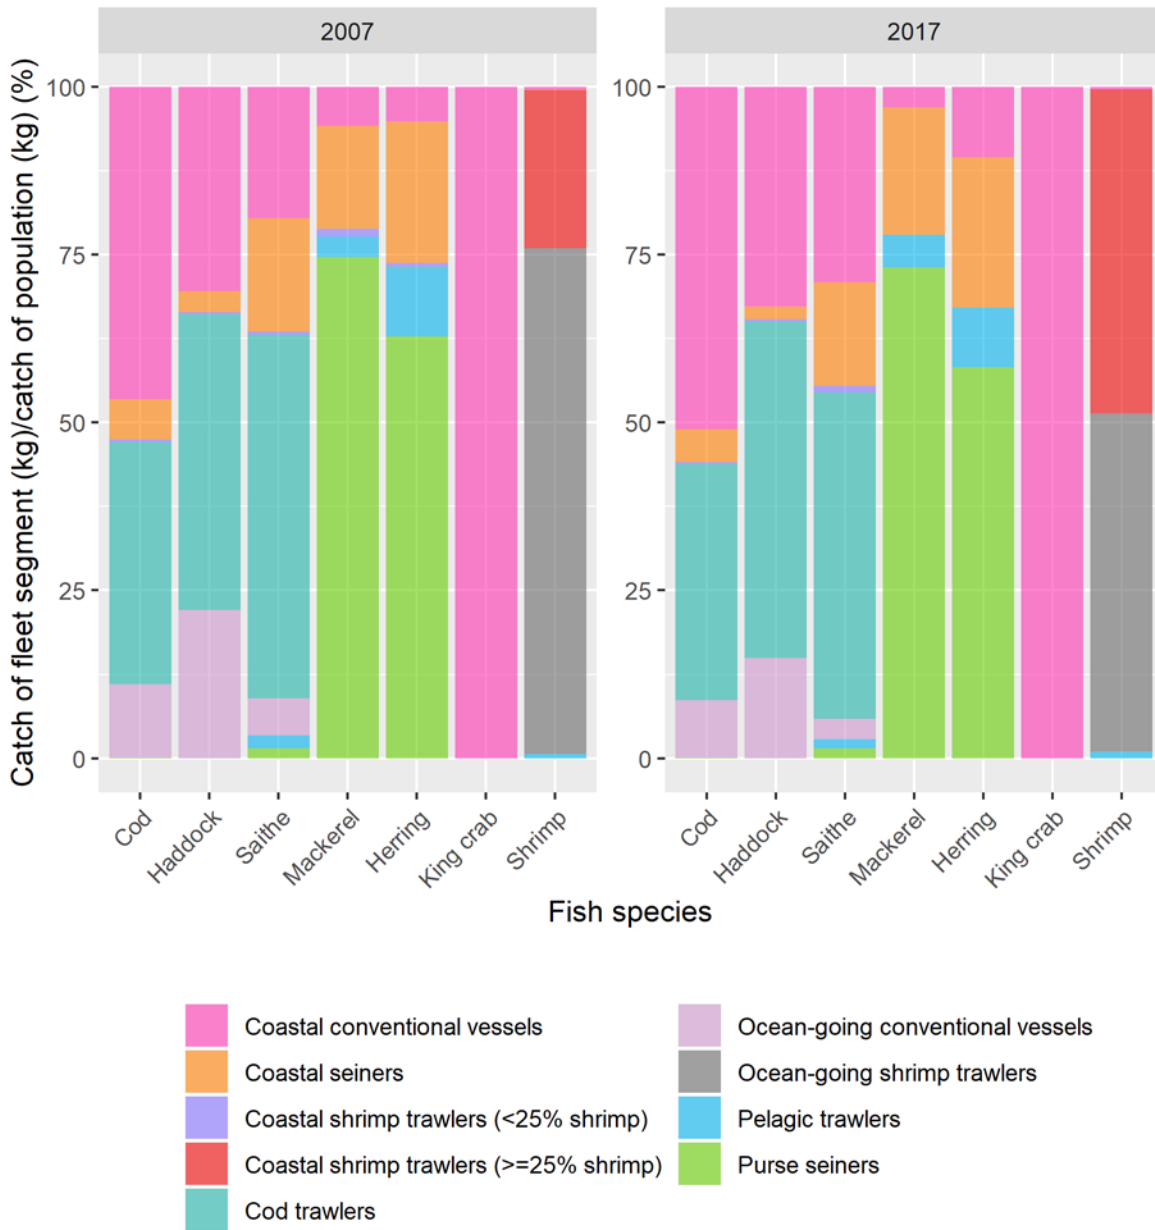 2007
2017
Catch of fleet segment (kg)/catch of population (kg) (%)
100
75
50
25
0
100
75
50
25
0
Cod
Haddock
Saithe
Mackerel
Herring
King crab
Shrimp
Cod
Haddock
Saithe
Mackerel
Herring
King crab
Shrimp
Fish species
Coastal conventional vessels
Coastal seiners
Coastal shrimp trawlers (<25% shrimp)
Coastal shrimp trawlers (>=25% shrimp)
Cod trawlers
Ocean-going conventional vessels
Ocean-going shrimp trawlers
Pelagic trawlers
Purse seiners